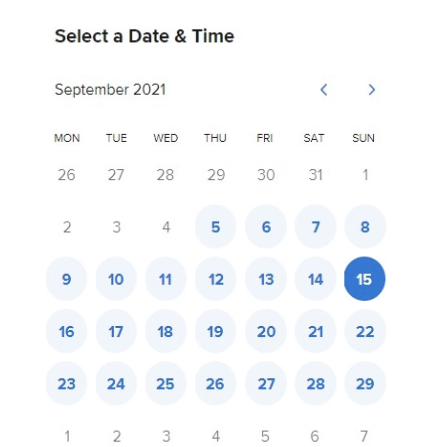 Select a Date & Time
September 2021
MON TUE WED THU FRI SAT SUN
26 27 28 29 30 31 1
2 3 4 5 6 7 8
9 10 11 12 13 14 15
16 17 18 19 20 21 22
23 24 25 26 27 28 29
1 2 3 4 5 6 7